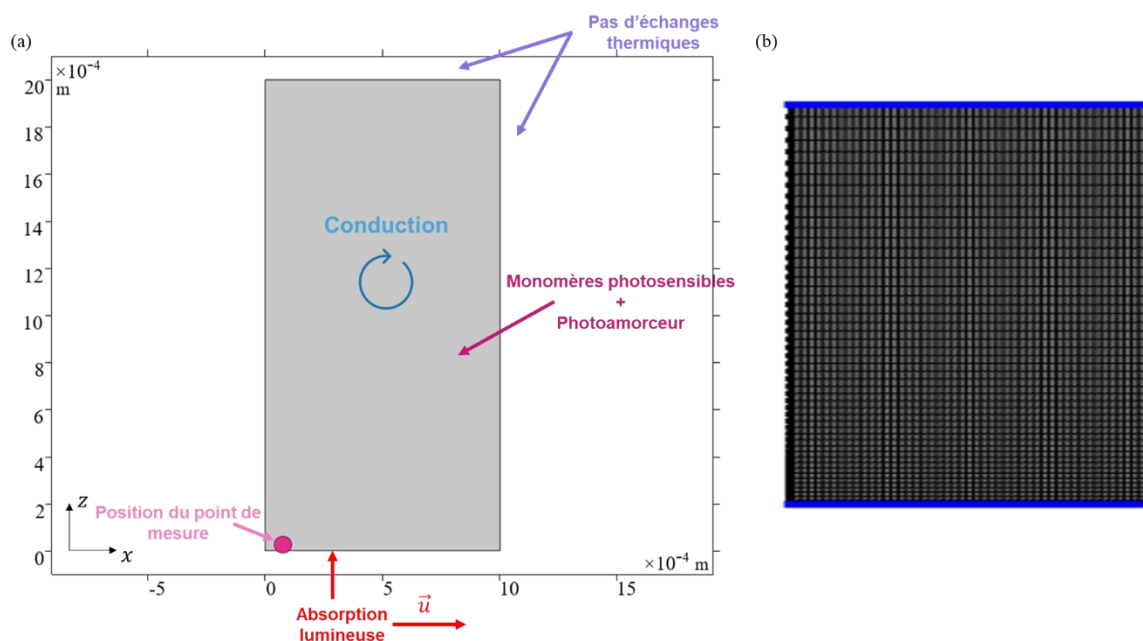 (a)
Pas d'échanges
thermiques
(b)
×10⁻⁴
m
20
18
16
14
12
10
8
6
4
2
0
Conduction
Monomères photosensibles
+
Photoamorceur
z
x
Position du point de
mesure
×10⁻⁴ m
-5
0
5
10
15
Absorption
lumineuse
u⃗